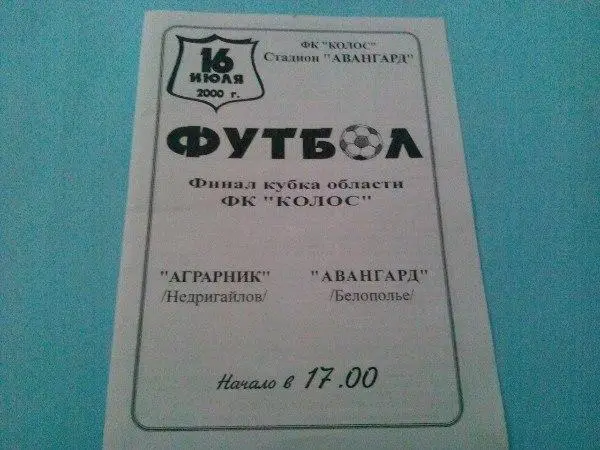 16
ИЮЛЯ
2000 г.
ФК "КОЛОС"
Стадион "АВАНГАРД"
ФУТБОЛ
Финал кубка области
ФК "КОЛОС"
"АГРАРНИК" "АВАНГАРД"
/Недригайлов/ /Белополье/
Начало в 17.00